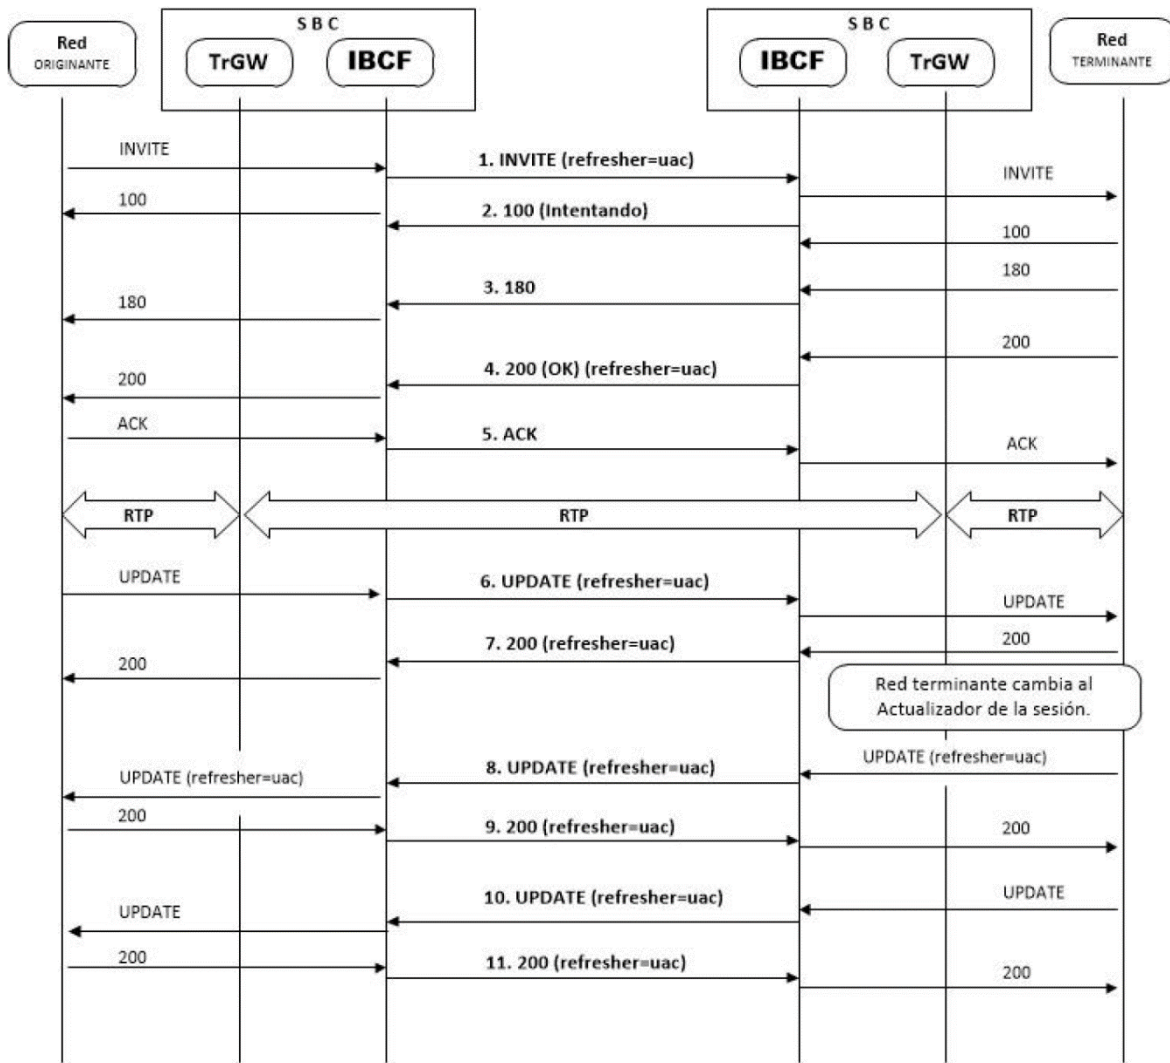 S B C
S B C
Red
ORIGINANTE
TrGW
IBCF
IBCF
TrGW
Red
TERMINANTE
INVITE
1. INVITE (refresher=uac)
INVITE
100
2. 100 (Intentando)
100
180
3. 180
180
200
4. 200 (OK) (refresher=uac)
200
ACK
5. ACK
ACK
RTP
RTP
RTP
UPDATE
6. UPDATE (refresher=uac)
UPDATE
200
7. 200 (refresher=uac)
200
Red terminante cambia al
Actualizador de la sesión.
UPDATE (refresher=uac)
8. UPDATE (refresher=uac)
UPDATE (refresher=uac)
200
9. 200 (refresher=uac)
200
10. UPDATE (refresher=uac)
UPDATE
UPDATE
200
11. 200 (refresher=uac)
200